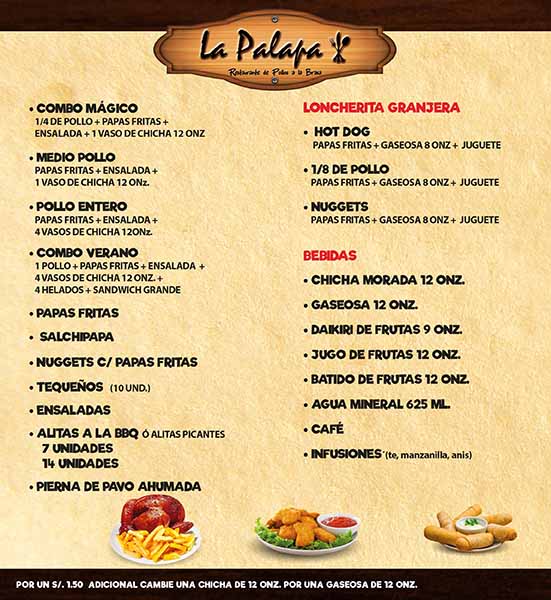 La Palapa
Restaurante de Pollos a la Brasa
• COMBO MÁGICO
1/4 DE POLLO + PAPAS FRITAS +
ENSALADA + 1 VASO DE CHICHA 12 ONZ
• MEDIO POLLO
PAPAS FRITAS + ENSALADA +
1 VASO DE CHICHA 12 ONz.
• POLLO ENTERO
PAPAS FRITAS + ENSALADA +
4 VASOS DE CHICHA 12ONz.
• COMBO VERANO
1 POLLO + PAPAS FRITAS + ENSALADA +
4 VASOS DE CHICHA 12 ONZ. +
4 HELADOS + SANDWICH GRANDE
• PAPAS FRITAS
• SALCHIPAPA
• NUGGETS C/ PAPAS FRITAS
• TEQUEÑOS (10 UND.)
• ENSALADAS
• ALITAS A LA BBQ Ó ALITAS PICANTES
7 UNIDADES
14 UNIDADES
• PIERNA DE PAVO AHUMADA
LONCHERITA GRANJERA
• HOT DOG
PAPAS FRITAS + GASEOSA 8 ONZ + JUGUETE
• 1/8 DE POLLO
PAPAS FRITAS + GASEOSA 8 ONZ + JUGUETE
• NUGGETS
PAPAS FRITAS + GASEOSA 8 ONZ + JUGUETE
BEBIDAS
• CHICHA MORADA 12 ONZ.
• GASEOSA 12 ONZ.
• DAIKIRI DE FRUTAS 9 ONZ.
• JUGO DE FRUTAS 12 ONZ.
• BATIDO DE FRUTAS 12 ONZ.
• AGUA MINERAL 625 ML.
• CAFÉ
• INFUSIONES (te, manzanilla, anis)
POR UN S/. 1.50 ADICIONAL CAMBIE UNA CHICHA DE 12 ONZ. POR UNA GASEOSA DE 12 ONZ.